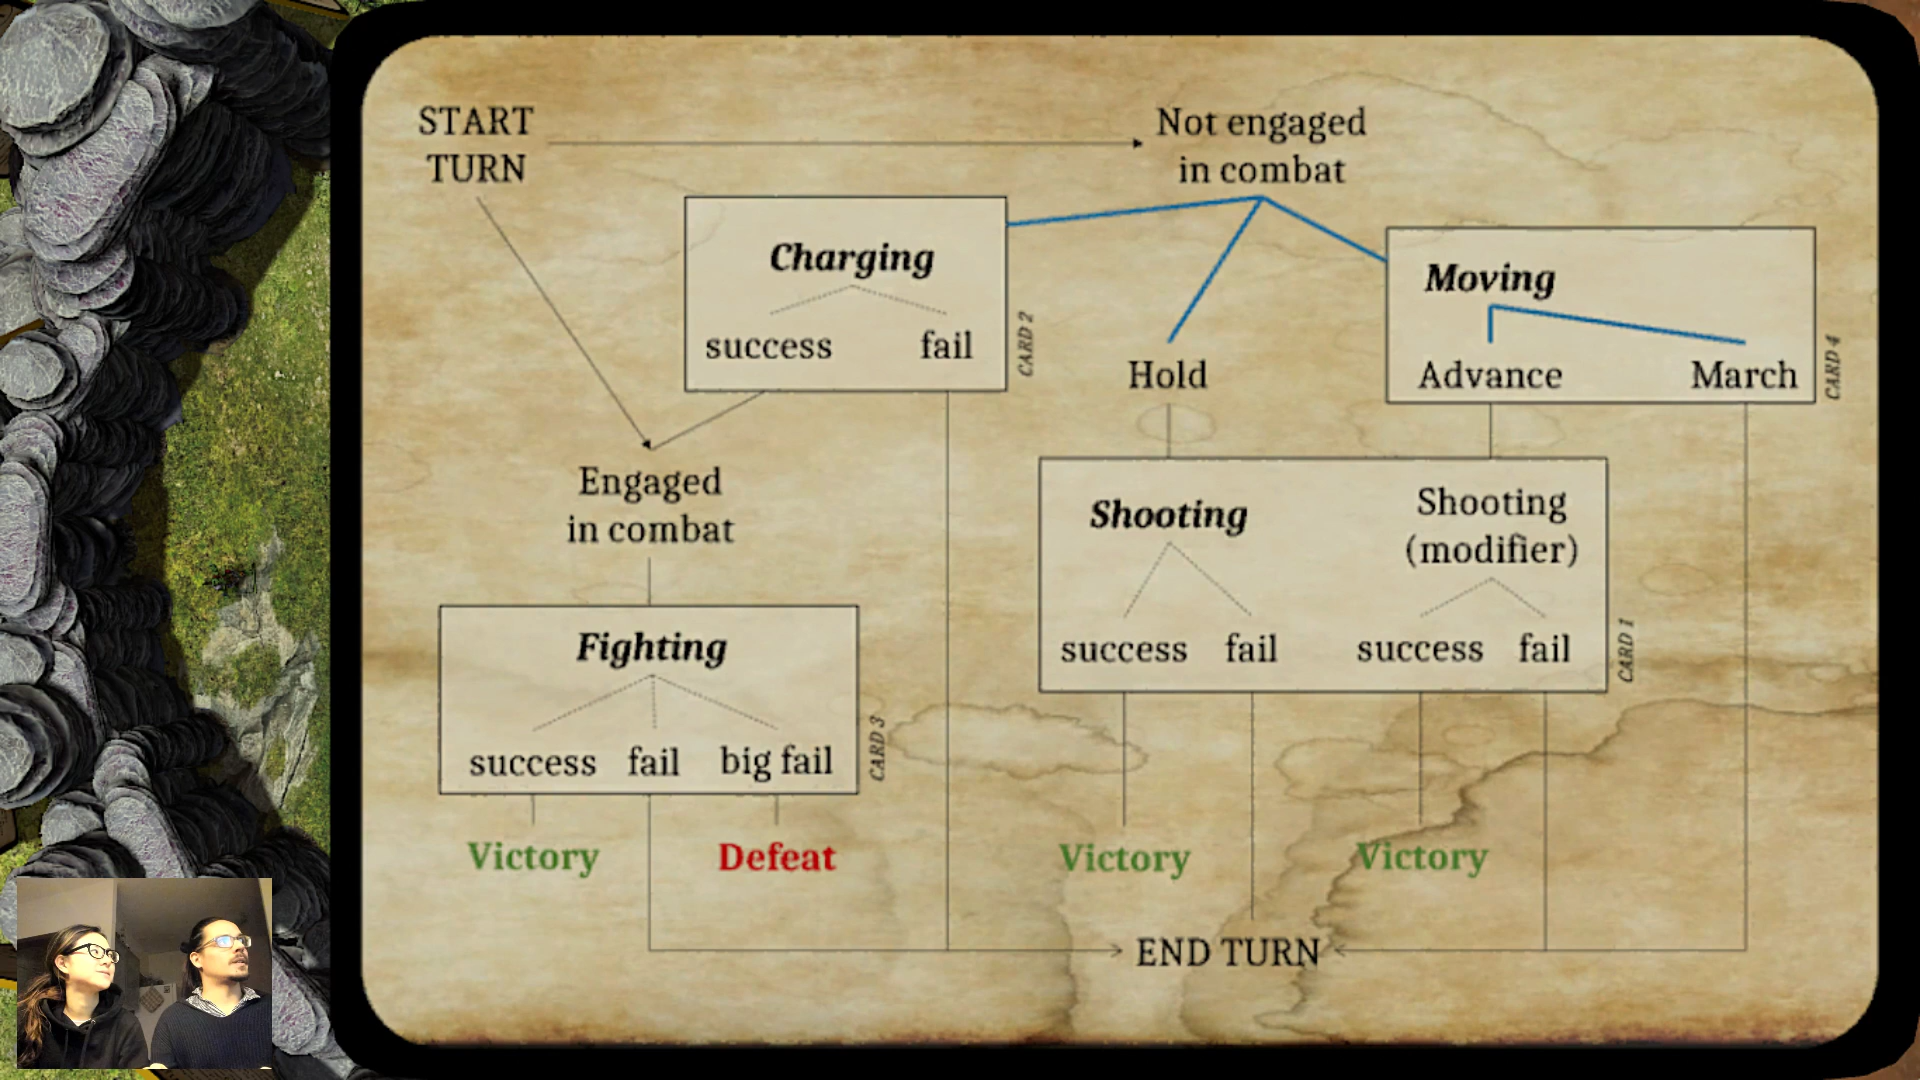 START
TURN
Not engaged
in combat
Charging
success fail
CARD 2
Hold
Moving
Advance March
CARD 4
Engaged
in combat
Shooting
success fail
Shooting
(modifier)
success fail
CARD 1
Fighting
success fail big fail
CARD 3
Victory
Defeat
Victory
Victory
END TURN